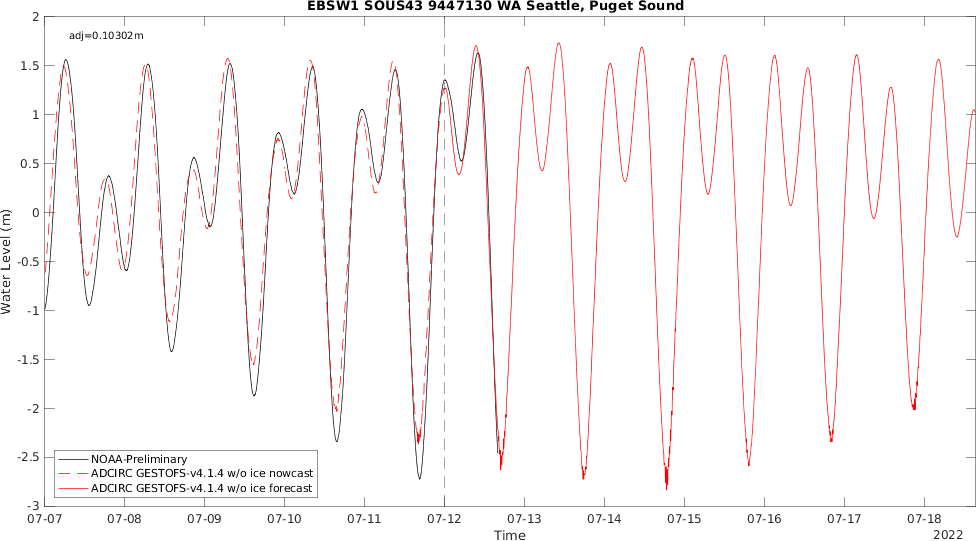 EBSW1 SOUS43 9447130 WA Seattle, Puget Sound
adj=0.10302m
Water Level (m)
2
1.5
1
0.5
0
-0.5
-1
-1.5
-2
-2.5
-3
NOAA-Preliminary
ADCIRC GESTOFS-v4.1.4 w/o ice nowcast
ADCIRC GESTOFS-v4.1.4 w/o ice forecast
07-07 07-08 07-09 07-10 07-11 07-12 07-13 07-14 07-15 07-16 07-17 07-18
Time
2022